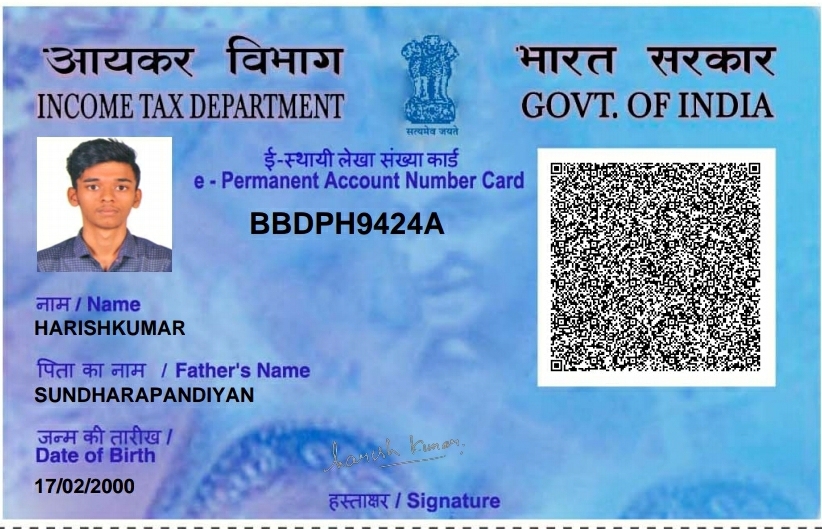 आयकर विभाग
INCOME TAX DEPARTMENT
सत्यमेव जयते
भारत सरकार
GOVT. OF INDIA
ई-स्थायी लेखा संख्या कार्ड
e - Permanent Account Number Card
BBDPH9424A
नाम / Name
HARISHKUMAR
पिता का नाम / Father's Name
SUNDHARAPANDIYAN
जन्म की तारीख /
Date of Birth
17/02/2000
harish kumar.
हस्ताक्षर / Signature